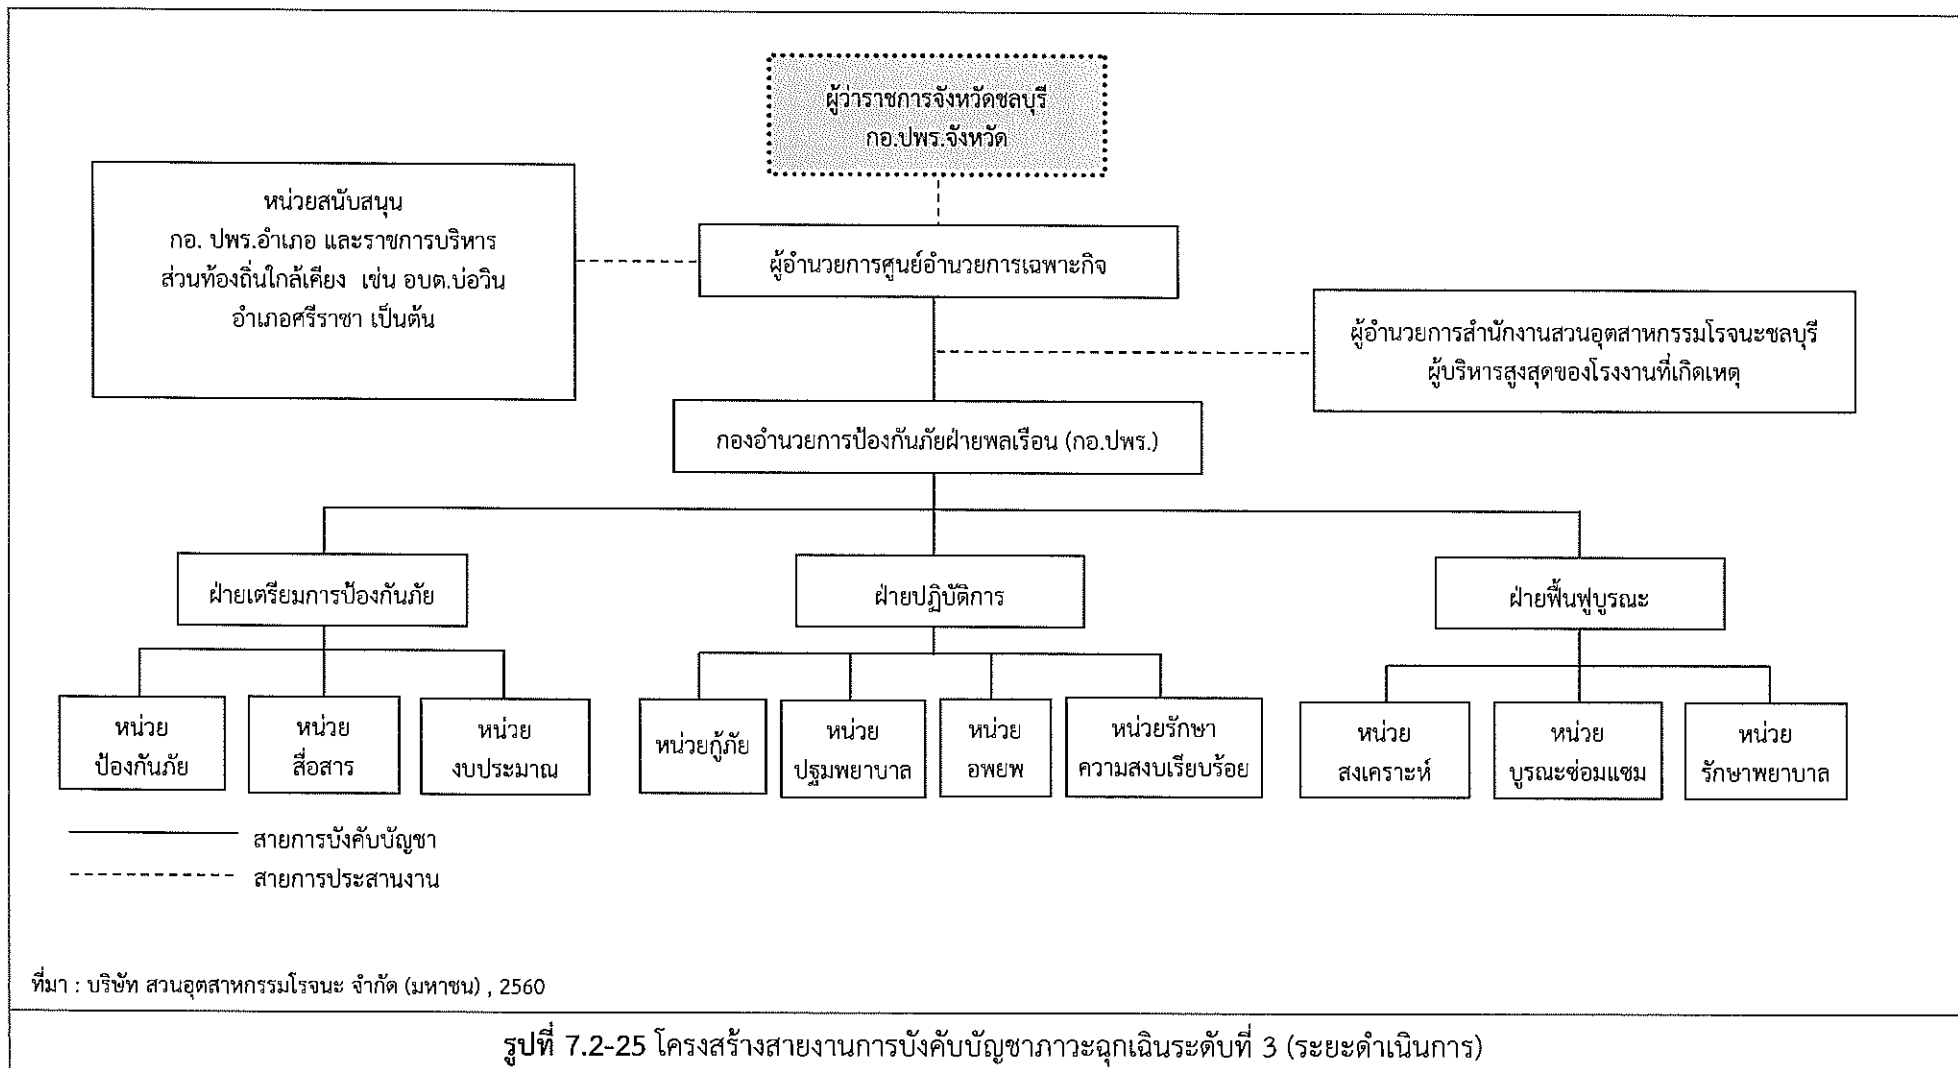 ผู้ว่าราชการจังหวัดชลบุรี
กอ.ปพร.จังหวัด
หน่วยสนับสนุน
กอ. ปพร.อำเภอ และราชการบริหาร
ส่วนท้องถิ่นใกล้เคียง เช่น อบต.บ่อวิน
อำเภอศรีราชา เป็นต้น
ผู้อำนวยการศูนย์อำนวยการเฉพาะกิจ
ผู้อำนวยการสำนักงานสวนอุตสาหกรรมโรจนะชลบุรี
ผู้บริหารสูงสุดของโรงงานที่เกิดเหตุ
กองอำนวยการป้องกันภัยฝ่ายพลเรือน (กอ.ปพร.)
ฝ่ายเตรียมการป้องกันภัย
ฝ่ายปฏิบัติการ
ฝ่ายฟื้นฟูบูรณะ
หน่วย
ป้องกันภัย
หน่วย
สื่อสาร
หน่วย
งบประมาณ
หน่วยกู้ภัย
หน่วย
ปฐมพยาบาล
หน่วย
อพยพ
หน่วยรักษา
ความสงบเรียบร้อย
หน่วย
สงเคราะห์
หน่วย
บูรณะซ่อมแซม
หน่วย
รักษาพยาบาล
สายการบังคับบัญชา
สายการประสานงาน
ที่มา : บริษัท สวนอุตสาหกรรมโรจนะ จำกัด (มหาชน) , 2560
รูปที่ 7.2-25 โครงสร้างสายงานการบังคับบัญชาภาวะฉุกเฉินระดับที่ 3 (ระยะดำเนินการ)